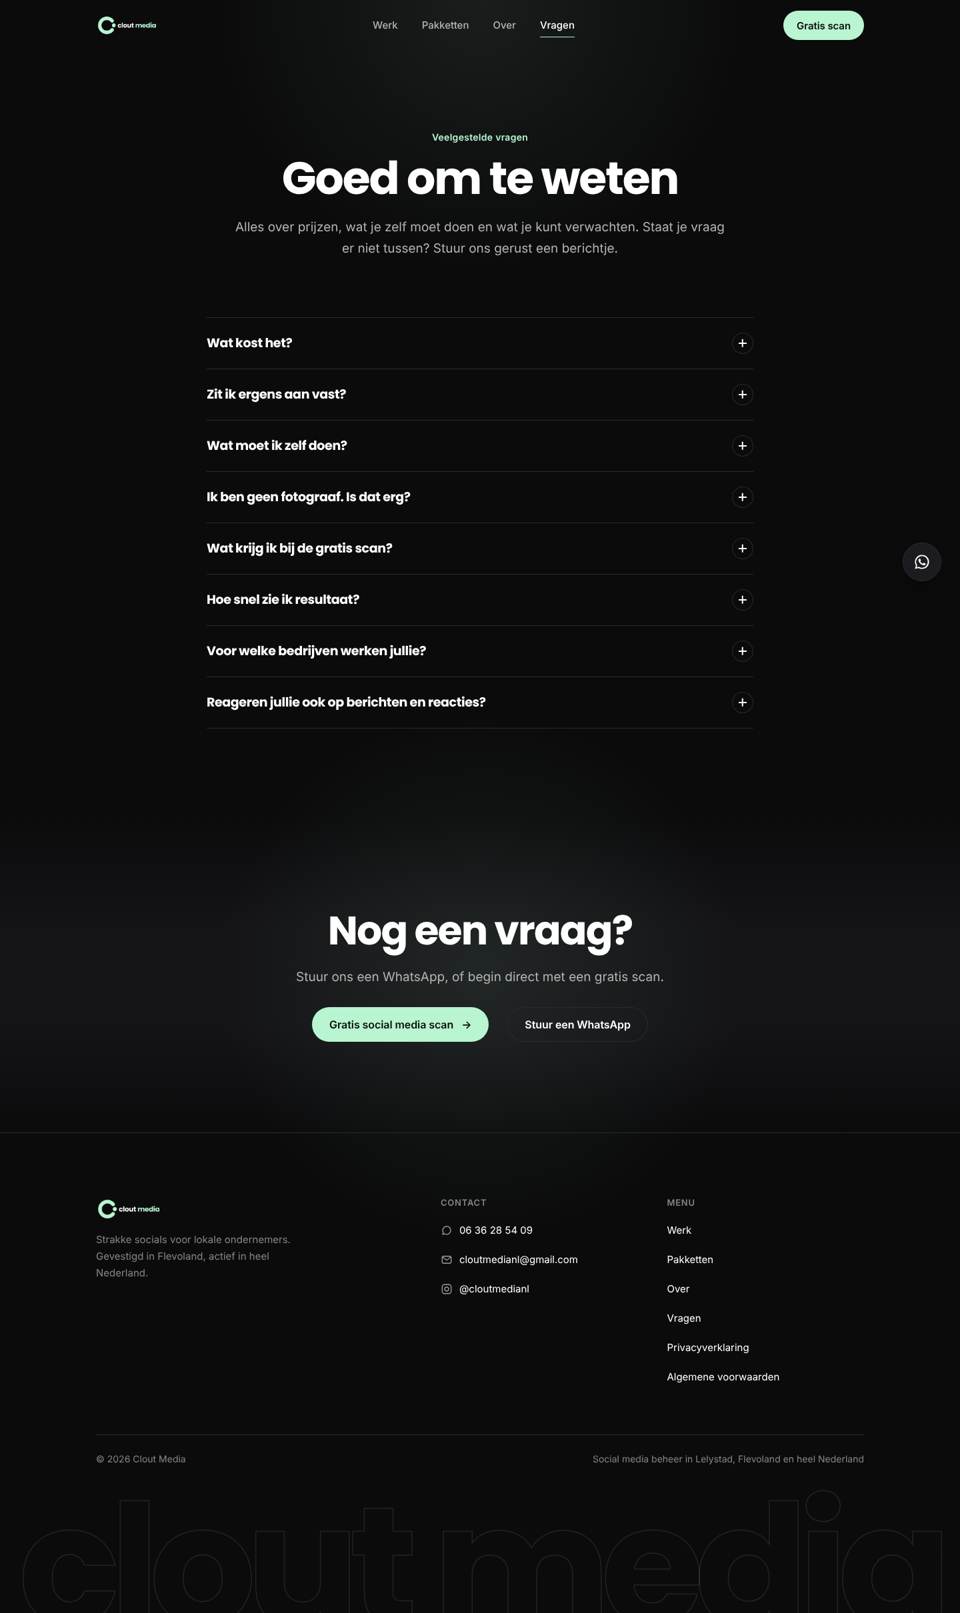 clout media
Werk
Pakketten
Over
Vragen
Gratis scan
Veelgestelde vragen
Goed om te weten
Alles over prijzen, wat je zelf moet doen en wat je kunt verwachten. Staat je vraag
er niet tussen? Stuur ons gerust een berichtje.
Wat kost het?
Zit ik ergens aan vast?
Wat moet ik zelf doen?
Ik ben geen fotograaf. Is dat erg?
Wat krijg ik bij de gratis scan?
Hoe snel zie ik resultaat?
Voor welke bedrijven werken jullie?
Reageren jullie ook op berichten en reacties?
Nog een vraag?
Stuur ons een WhatsApp, of begin direct met een gratis scan.
Gratis social media scan →
Stuur een WhatsApp
clout media
Strakke socials voor lokale ondernemers.
Gevestigd in Flevoland, actief in heel
Nederland.
CONTACT
06 36 28 54 09
cloutmedianl@gmail.com
@cloutmedianl
MENU
Werk
Pakketten
Over
Vragen
Privacyverklaring
Algemene voorwaarden
© 2026 Clout Media
Social media beheer in Lelystad, Flevoland en heel Nederland
clout media